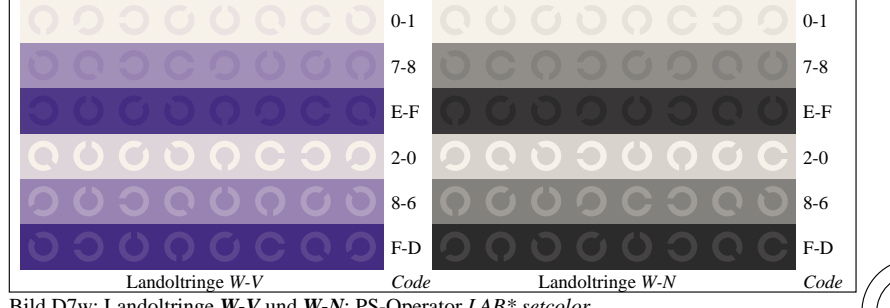 0-1 0-1
7-8 7-8
E-F E-F
2-0 2-0
8-6 8-6
F-D F-D
Landoltringe W-V Code Landoltringe W-N Code
Bild D7w: Landoltringe W-V und W-N; PS-Operator LAB* setcolor